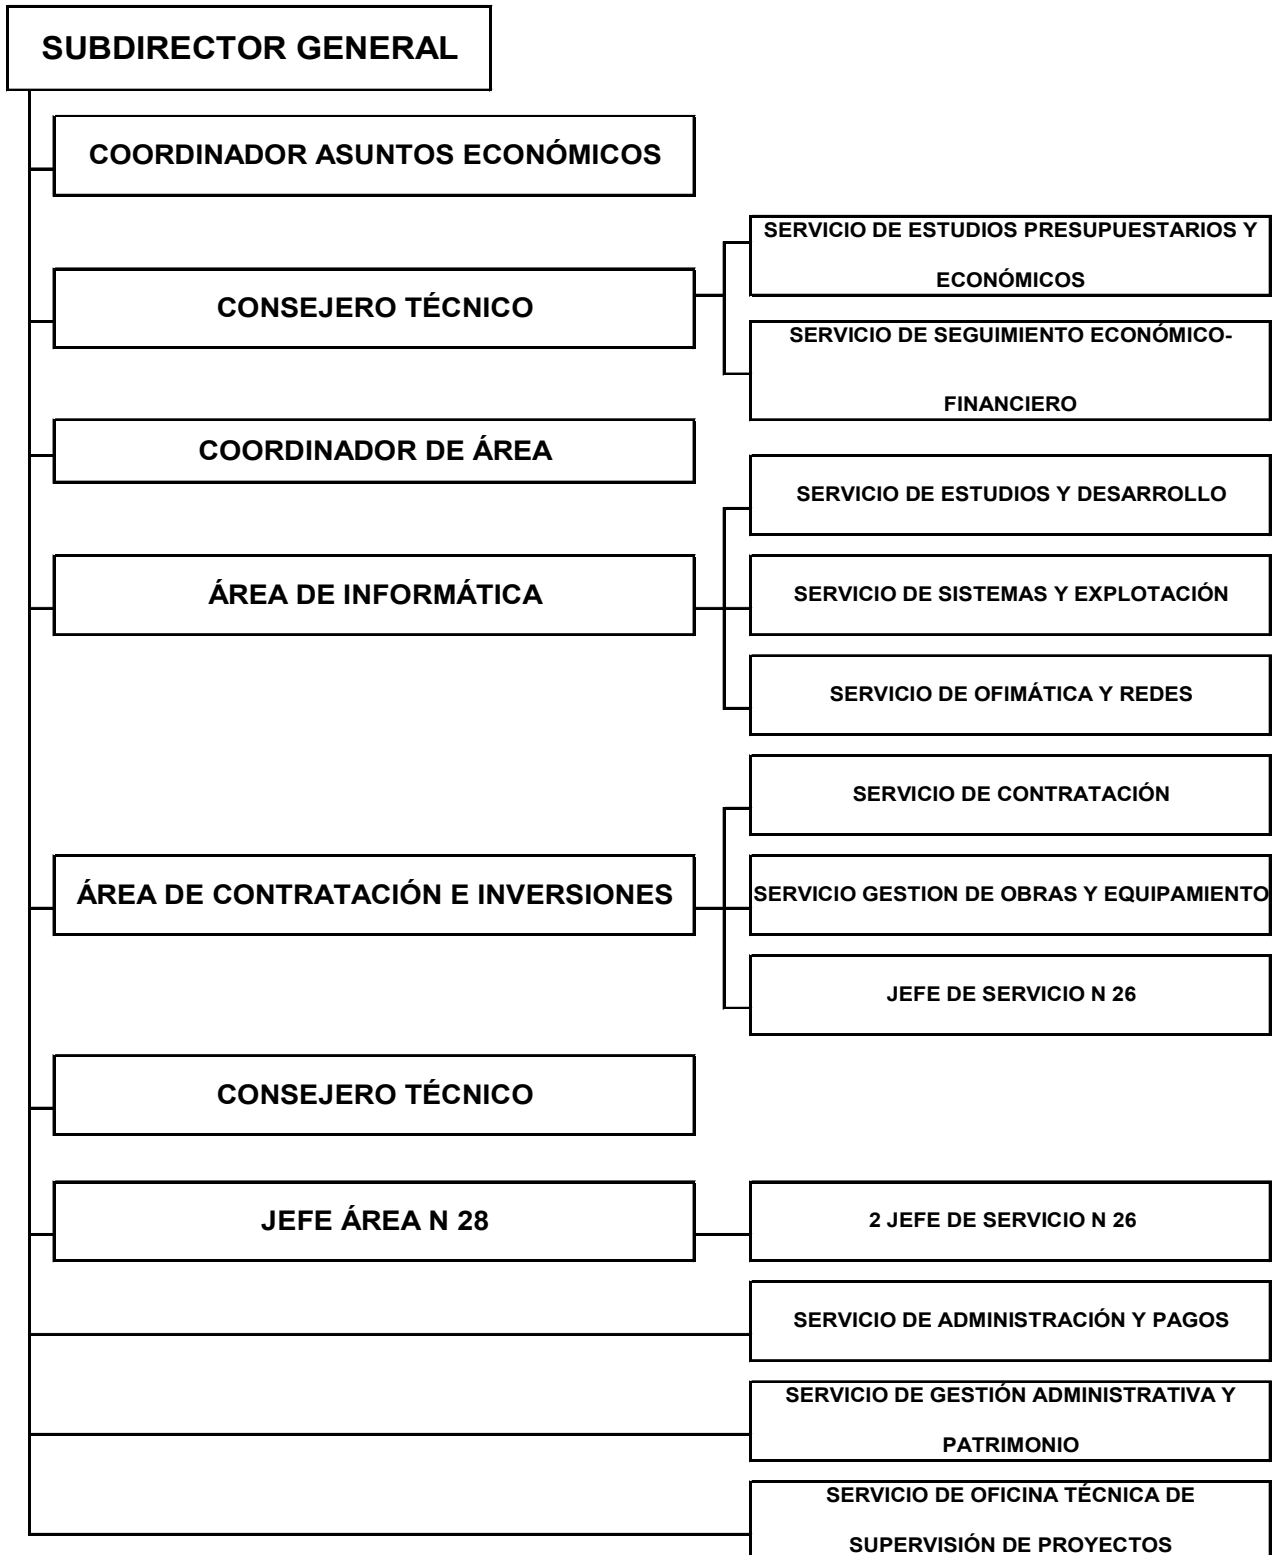 SUBDIRECTOR GENERAL
COORDINADOR ASUNTOS ECONÓMICOS
CONSEJERO TÉCNICO
SERVICIO DE ESTUDIOS PRESUPUESTARIOS Y
ECONÓMICOS
SERVICIO DE SEGUIMIENTO ECONÓMICO-
FINANCIERO
COORDINADOR DE ÁREA
ÁREA DE INFORMÁTICA
SERVICIO DE ESTUDIOS Y DESARROLLO
SERVICIO DE SISTEMAS Y EXPLOTACIÓN
SERVICIO DE OFIMÁTICA Y REDES
ÁREA DE CONTRATACIÓN E INVERSIONES
SERVICIO DE CONTRATACIÓN
SERVICIO GESTION DE OBRAS Y EQUIPAMIENTO
JEFE DE SERVICIO N 26
CONSEJERO TÉCNICO
JEFE ÁREA N 28
2 JEFE DE SERVICIO N 26
SERVICIO DE ADMINISTRACIÓN Y PAGOS
SERVICIO DE GESTIÓN ADMINISTRATIVA Y
PATRIMONIO
SERVICIO DE OFICINA TÉCNICA DE
SUPERVISIÓN DE PROYECTOS